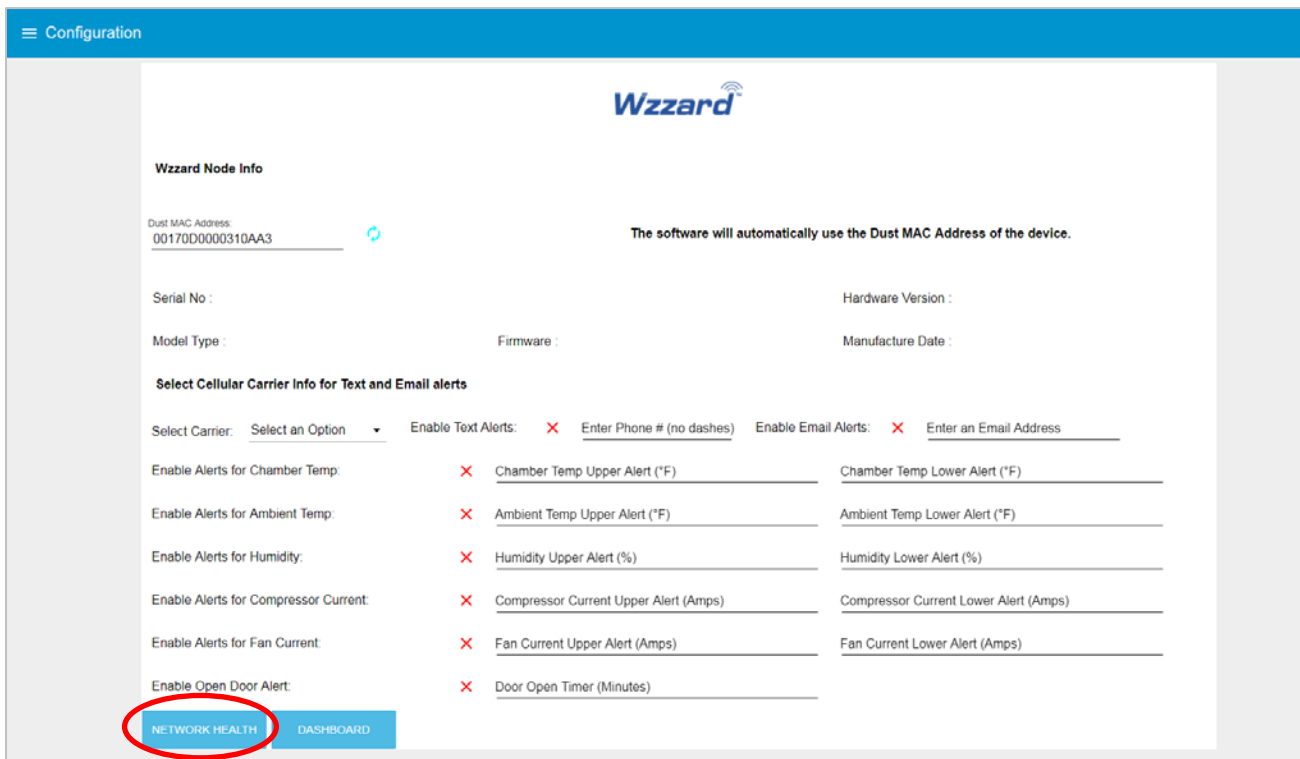 Configuration
Wzzard™
Wzzard Node Info
Dust MAC Address:
00170D0000310AA3
The software will automatically use the Dust MAC Address of the device.
Serial No : Hardware Version :
Model Type : Firmware : Manufacture Date :
Select Cellular Carrier Info for Text and Email alerts
Select Carrier: Select an Option Enable Text Alerts: Enter Phone # (no dashes) Enable Email Alerts: Enter an Email Address
Enable Alerts for Chamber Temp: Chamber Temp Upper Alert (°F) Chamber Temp Lower Alert (°F)
Enable Alerts for Ambient Temp: Ambient Temp Upper Alert (°F) Ambient Temp Lower Alert (°F)
Enable Alerts for Humidity: Humidity Upper Alert (%) Humidity Lower Alert (%)
Enable Alerts for Compressor Current: Compressor Current Upper Alert (Amps) Compressor Current Lower Alert (Amps)
Enable Alerts for Fan Current: Fan Current Upper Alert (Amps) Fan Current Lower Alert (Amps)
Enable Open Door Alert: Door Open Timer (Minutes)
NETWORK HEALTH DASHBOARD